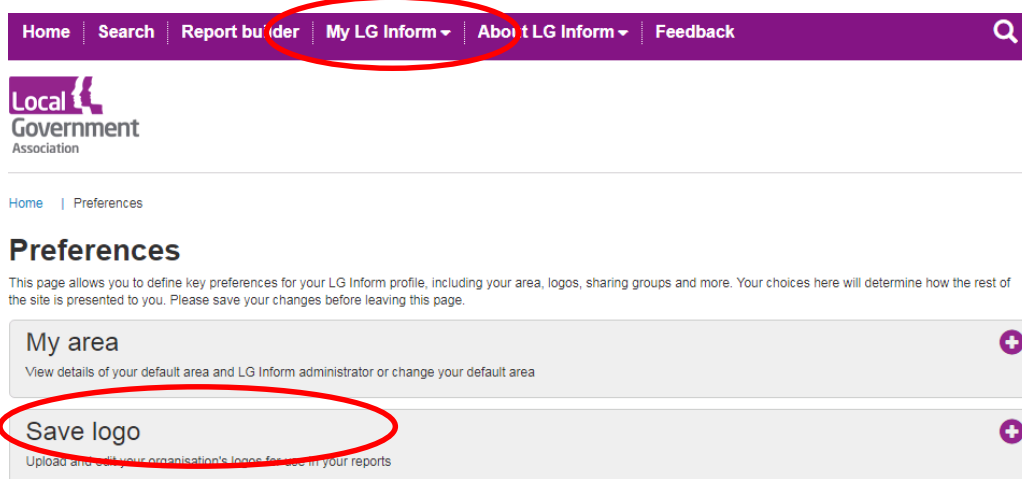 Home Search Report builder My LG Inform About LG Inform Feedback
Local
Government
Association
Home | Preferences
Preferences
This page allows you to define key preferences for your LG Inform profile, including your area, logos, sharing groups and more. Your choices here will determine how the rest of
the site is presented to you. Please save your changes before leaving this page.
My area
View details of your default area and LG Inform administrator or change your default area
Save logo
Upload and edit your organisation's logos for use in your reports